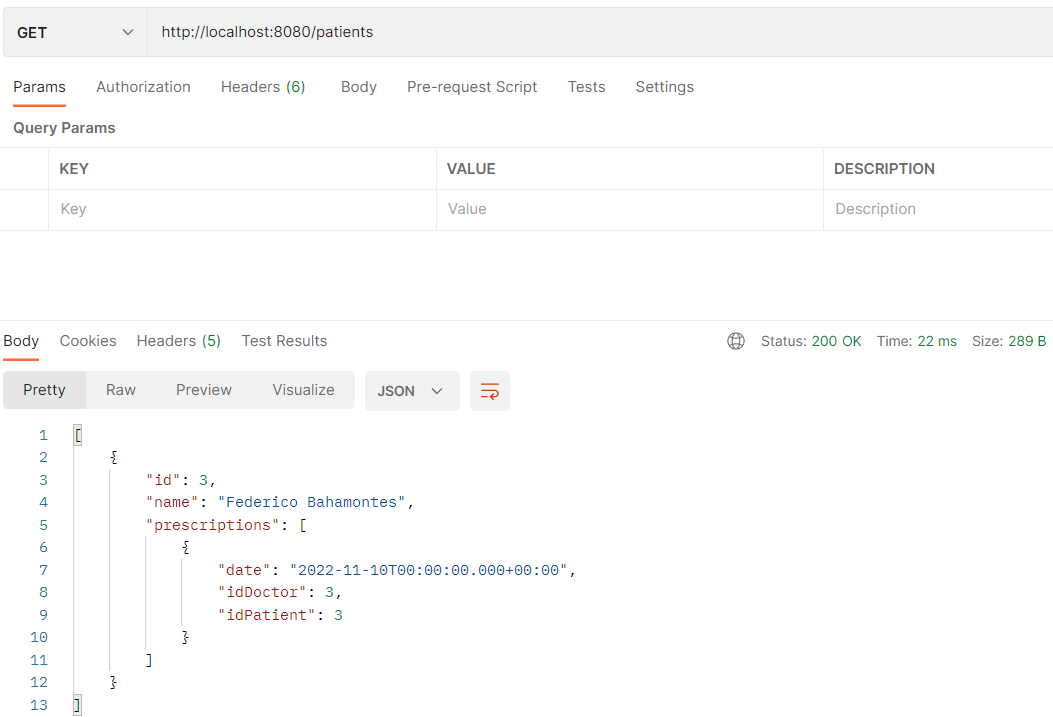 GET http://localhost:8080/patients
Params Authorization Headers (6) Body Pre-request Script Tests Settings
Query Params
KEY VALUE DESCRIPTION
Key Value Description
Body Cookies Headers (5) Test Results Status: 200 OK Time: 22 ms Size: 289 B
Pretty Raw Preview Visualize JSON
1 [
2 {
3 "id": 3,
4 "name": "Federico Bahamontes",
5 "prescriptions": [
6 {
7 "date": "2022-11-10T00:00:00.000+00:00",
8 "idDoctor": 3,
9 "idPatient": 3
10 }
11 ]
12 }
13 ]